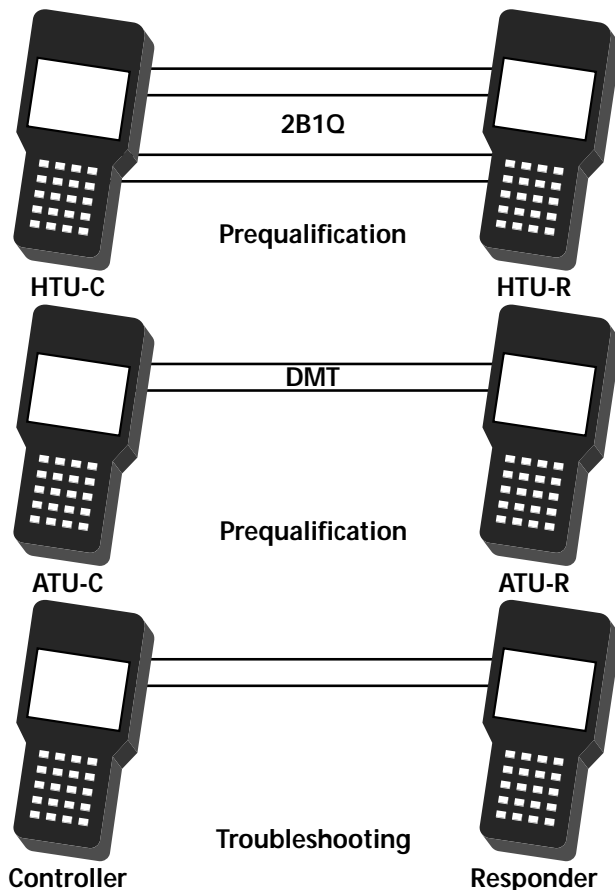 2B1Q
Prequalification
HTU-C HTU-R
DMT
Prequalification
ATU-C ATU-R
Troubleshooting
Controller Responder